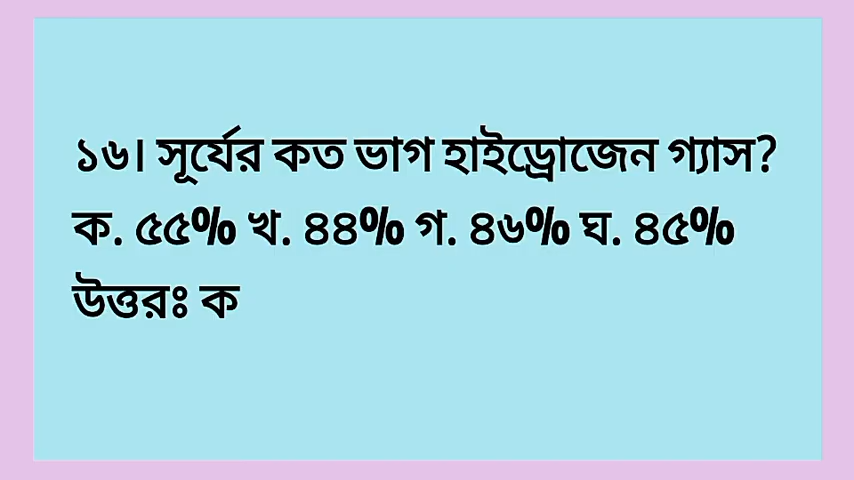 ১৬। সূর্যের কত ভাগ হাইড্রোজেন গ্যাস?
ক. ৫৫% খ. ৪৪% গ. ৪৬% ঘ. ৪৫%
উত্তরঃ ক